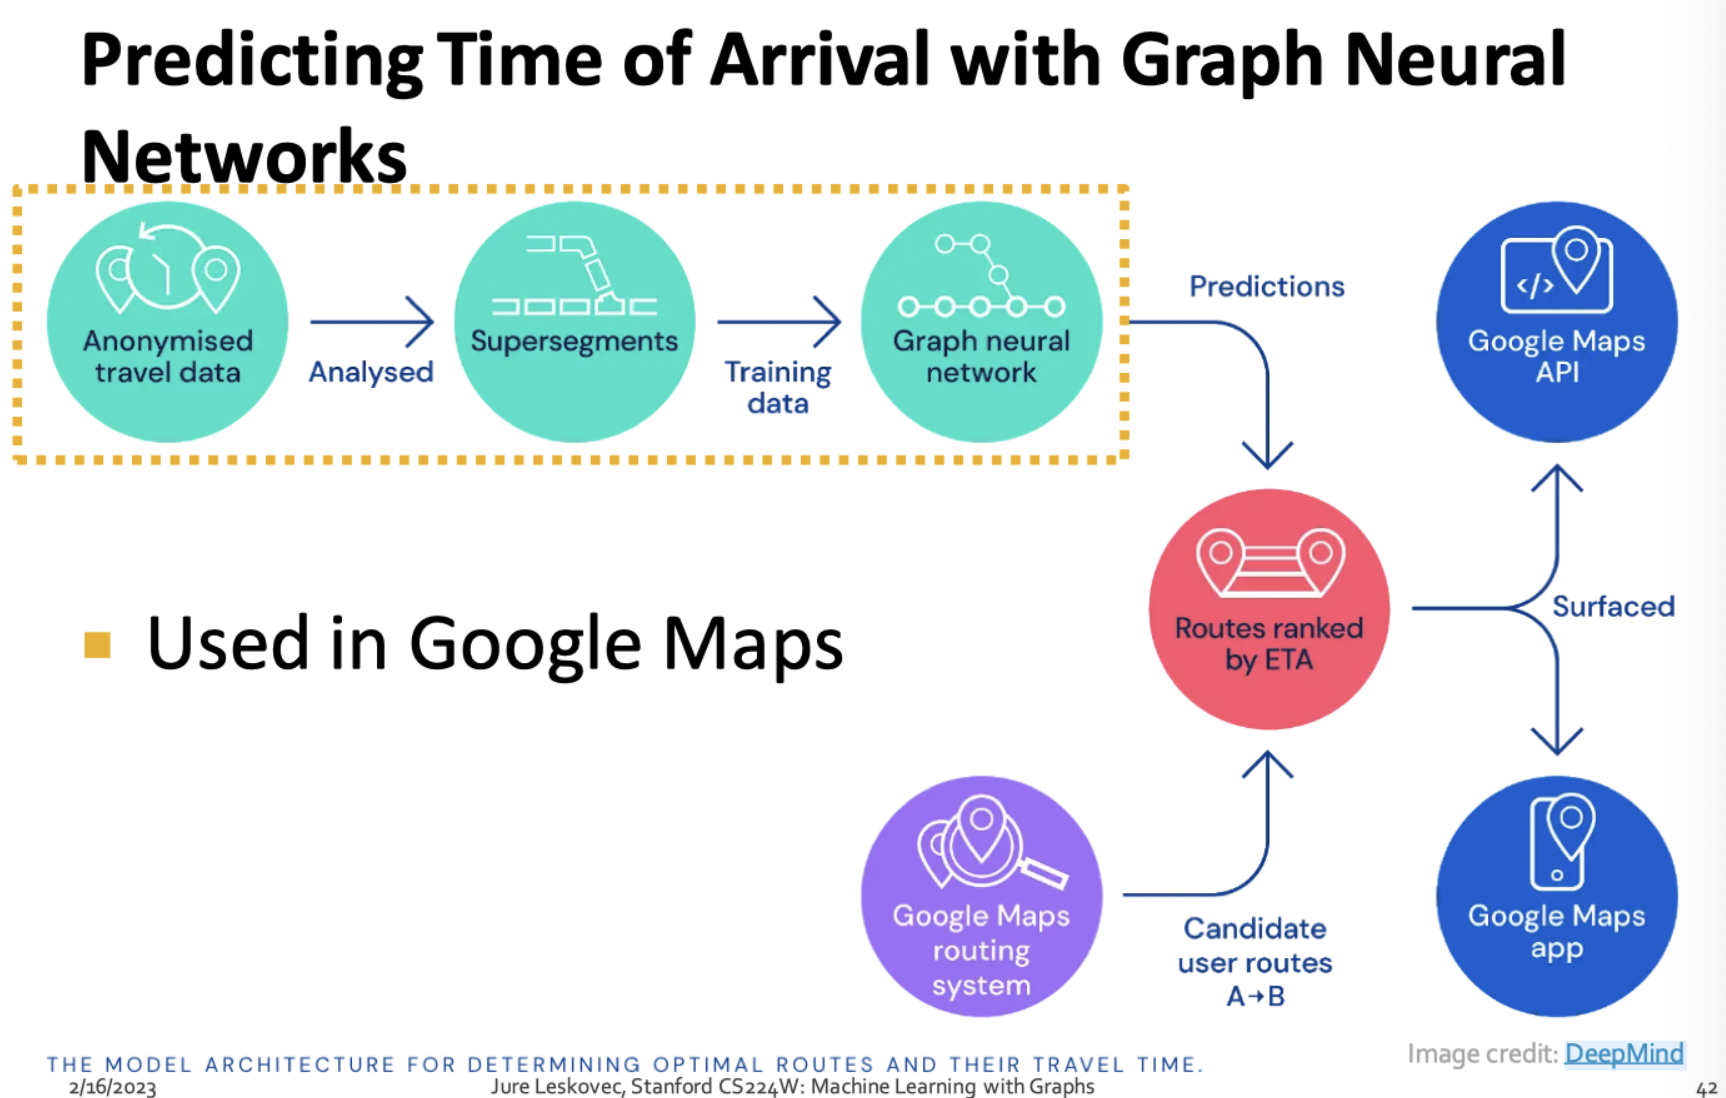 Predicting Time of Arrival with Graph Neural
Networks
Anonymised
travel data
Analysed
Supersegments
Training
data
Graph neural
network
Predictions
</>
Google Maps
API
Used in Google Maps
Routes ranked
by ETA
Surfaced
Google Maps
routing
system
Candidate
user routes
A→B
Google Maps
app
THE MODEL ARCHITECTURE FOR DETERMINING OPTIMAL ROUTES AND THEIR TRAVEL TIME.
Image credit: DeepMind
2/16/2023
Jure Leskovec, Stanford CS224W: Machine Learning with Graphs
42